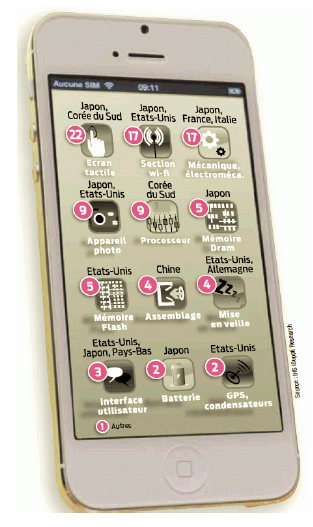 Aucune SIM 09:11
Japon, Corée du Sud
22
Ecran tactile
Japon, Etats-Unis
17
Section wi-fi
Japon, France, Italie
17
Mécanique, électroméca.
Japon, Etats-Unis
9
Appareil photo
Corée du Sud
9
Processeur
Japon
5
Mémoire Dram
Etats-Unis
5
Mémoire Flash
Chine
4
Assemblage
Etats-Unis, Allemagne
4
ZZZ
Mise en veille
Etats-Unis, Japon, Pays-Bas
3
Interface utilisateur
Japon
2
Batterie
Etats-Unis
2
GPS, condensateurs
1 Autres
Research